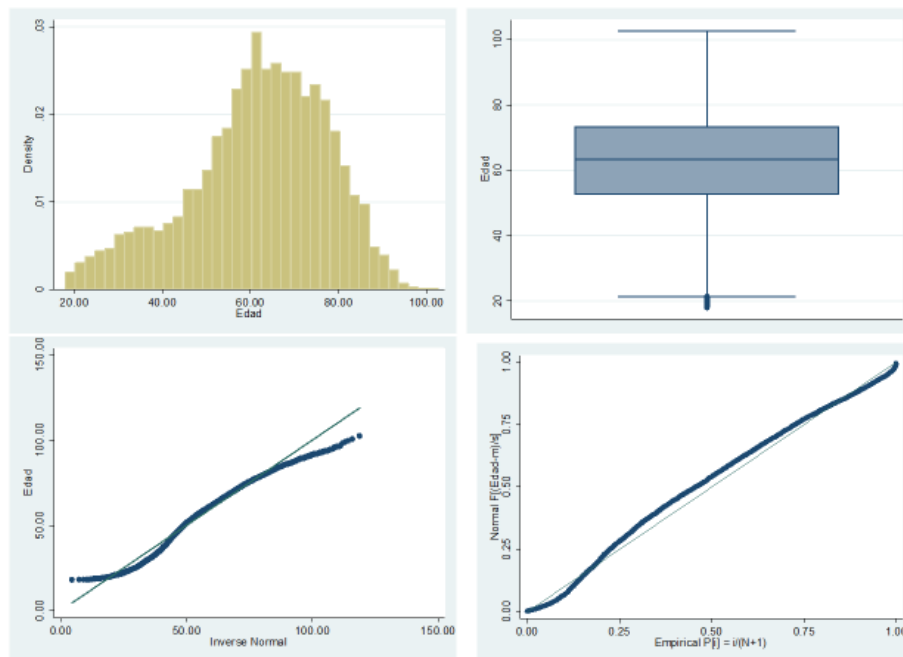 .03
.02
.01
0
Density
20.00 40.00 60.00 80.00 100.00
Edad
100
80
60
40
20
Edad
150.00
100.00
50.00
0.00
Edad
0.00 50.00 100.00 150.00
Inverse Normal
1.00
0.75
0.50
0.25
0.00
Normal F[(Edad-m)/s]
0.00 0.25 0.50 0.75 1.00
Empirical P[i] = i/(N+1)